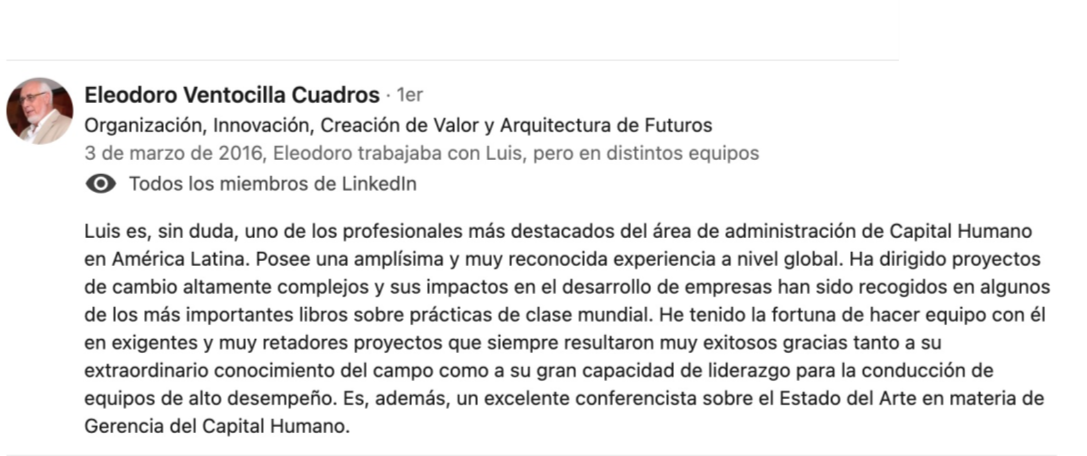 Eleodoro Ventocilla Cuadros · 1er
Organización, Innovación, Creación de Valor y Arquitectura de Futuros
3 de marzo de 2016, Eleodoro trabajaba con Luis, pero en distintos equipos
Todos los miembros de LinkedIn
Luis es, sin duda, uno de los profesionales más destacados del área de administración de Capital Humano
en América Latina. Posee una amplísima y muy reconocida experiencia a nivel global. Ha dirigido proyectos
de cambio altamente complejos y sus impactos en el desarrollo de empresas han sido recogidos en algunos
de los más importantes libros sobre prácticas de clase mundial. He tenido la fortuna de hacer equipo con él
en exigentes y muy retadores proyectos que siempre resultaron muy exitosos gracias tanto a su
extraordinario conocimiento del campo como a su gran capacidad de liderazgo para la conducción de
equipos de alto desempeño. Es, además, un excelente conferencista sobre el Estado del Arte en materia de
Gerencia del Capital Humano.